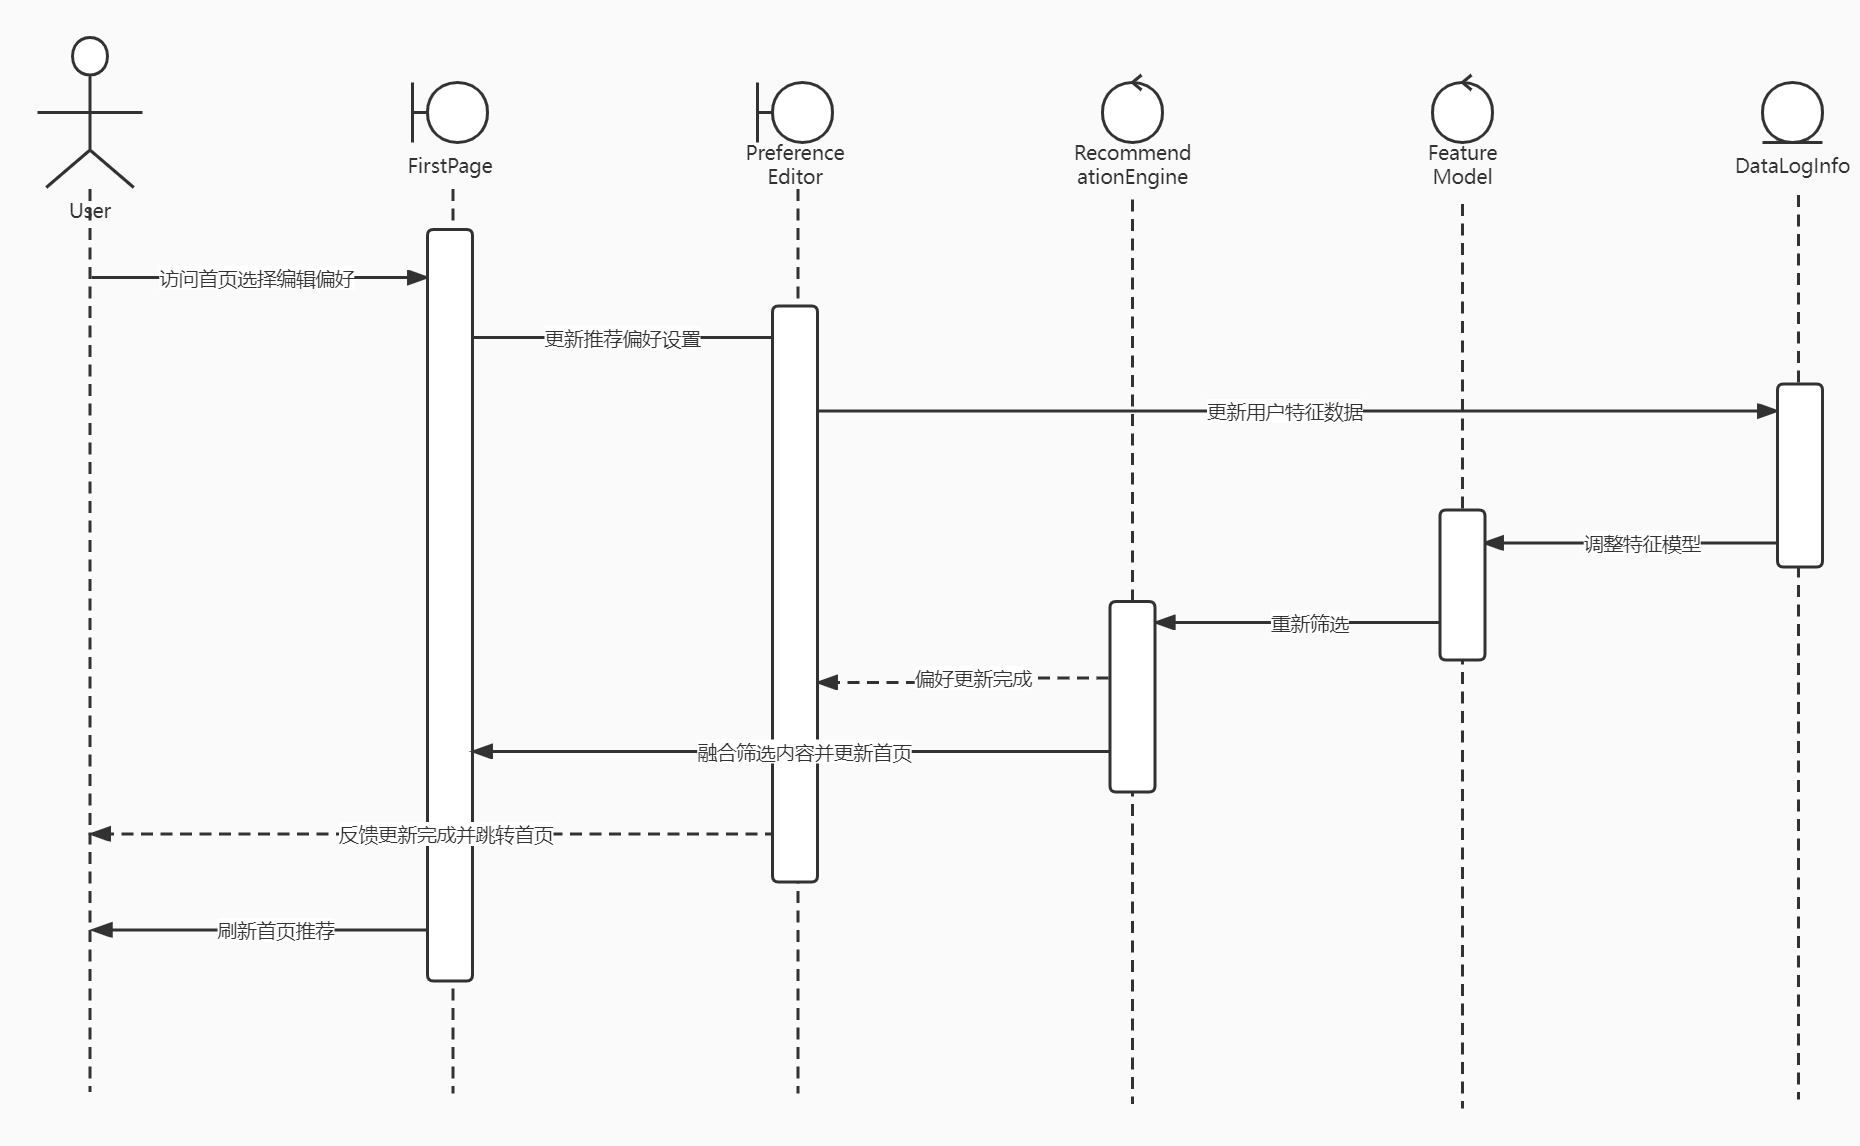 User
FirstPage
Preference
Editor
Recommend
ationEngine
Feature
Model
DataLogInfo
访问首页选择编辑偏好
更新推荐偏好设置
更新用户特征数据
调整特征模型
重新筛选
偏好更新完成
融合筛选内容并更新首页
反馈更新完成并跳转首页
刷新首页推荐